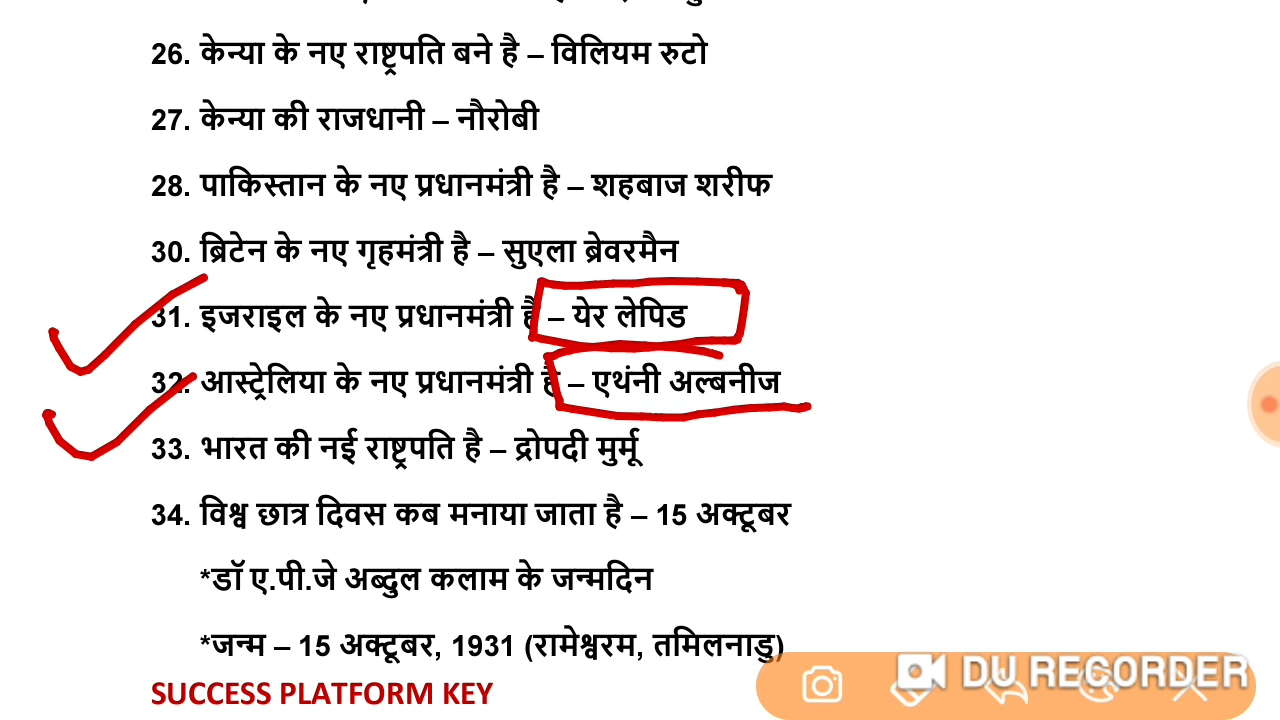 26. केन्या के नए राष्ट्रपति बने है – विलियम रुटो
27. केन्या की राजधानी – नौरोबी
28. पाकिस्तान के नए प्रधानमंत्री है – शहबाज शरीफ
30. ब्रिटेन के नए गृहमंत्री है – सुएला ब्रेवरमैन
31. इजराइल के नए प्रधानमंत्री है – येर लेपिड
32. आस्ट्रेलिया के नए प्रधानमंत्री है – एथंनी अल्बनीज
33. भारत की नई राष्ट्रपति है – द्रोपदी मुर्मू
34. विश्व छात्र दिवस कब मनाया जाता है – 15 अक्टूबर
*डॉ ए.पी.जे अब्दुल कलाम के जन्मदिन
*जन्म – 15 अक्टूबर, 1931 (रामेश्वरम, तमिलनाडु)
SUCCESS PLATFORM KEY
DU RECORDER